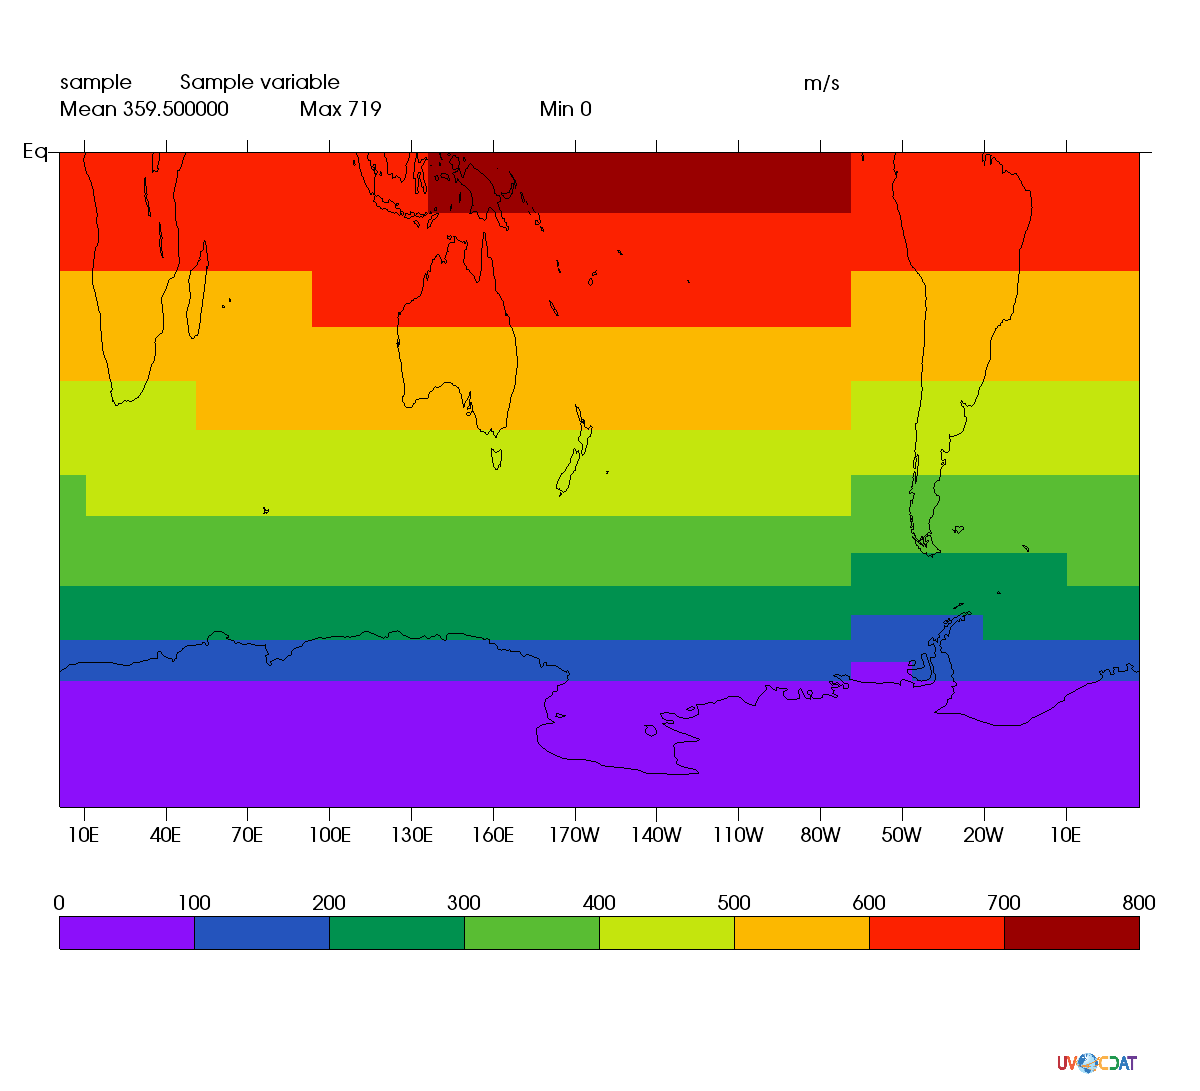 sample Sample variable m/s
Mean 359.500000 Max 719 Min 0
Eq
10E 40E 70E 100E 130E 160E 170W 140W 110W 80W 50W 20W 10E
0 100 200 300 400 500 600 700 800
UV CDAT